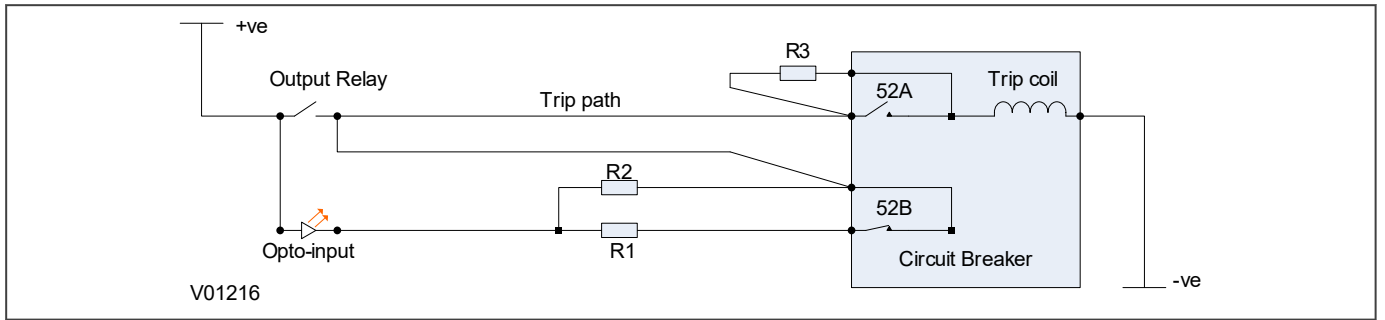 +ve
R3
Output Relay
52A
Trip coil
Trip path
R2
52B
Opto-input
R1
Circuit Breaker
-ve
V01216